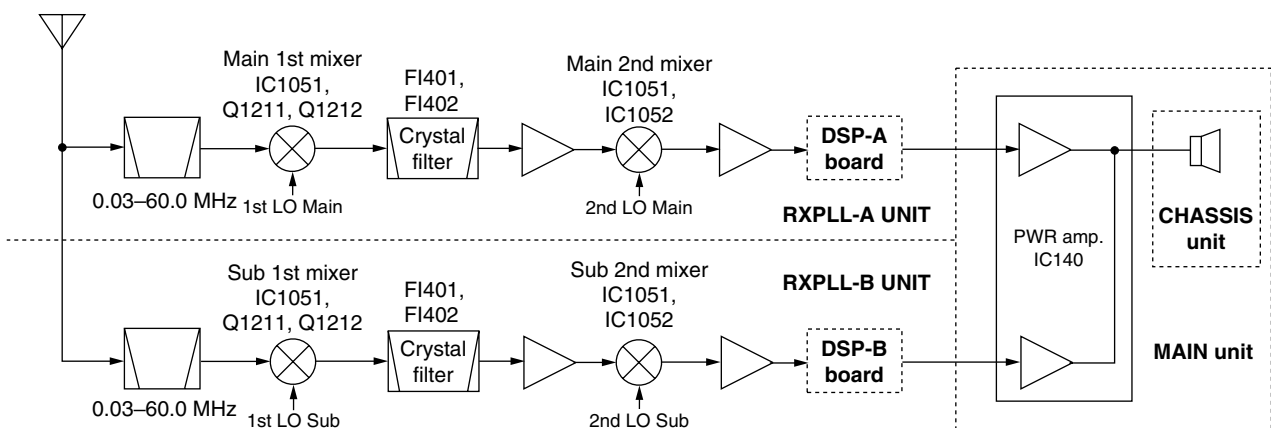 Main 1st mixer
IC1051,
Q1211, Q1212
FI401,
FI402
Crystal
filter
Main 2nd mixer
IC1051,
IC1052
DSP-A
board
0.03–60.0 MHz
1st LO Main
2nd LO Main
RXPLL-A UNIT
PWR amp.
IC140
CHASSIS
unit
Sub 1st mixer
IC1051,
Q1211, Q1212
FI401,
FI402
Crystal
filter
Sub 2nd mixer
IC1051,
IC1052
RXPLL-B UNIT
DSP-B
board
MAIN unit
0.03–60.0 MHz
1st LO Sub
2nd LO Sub